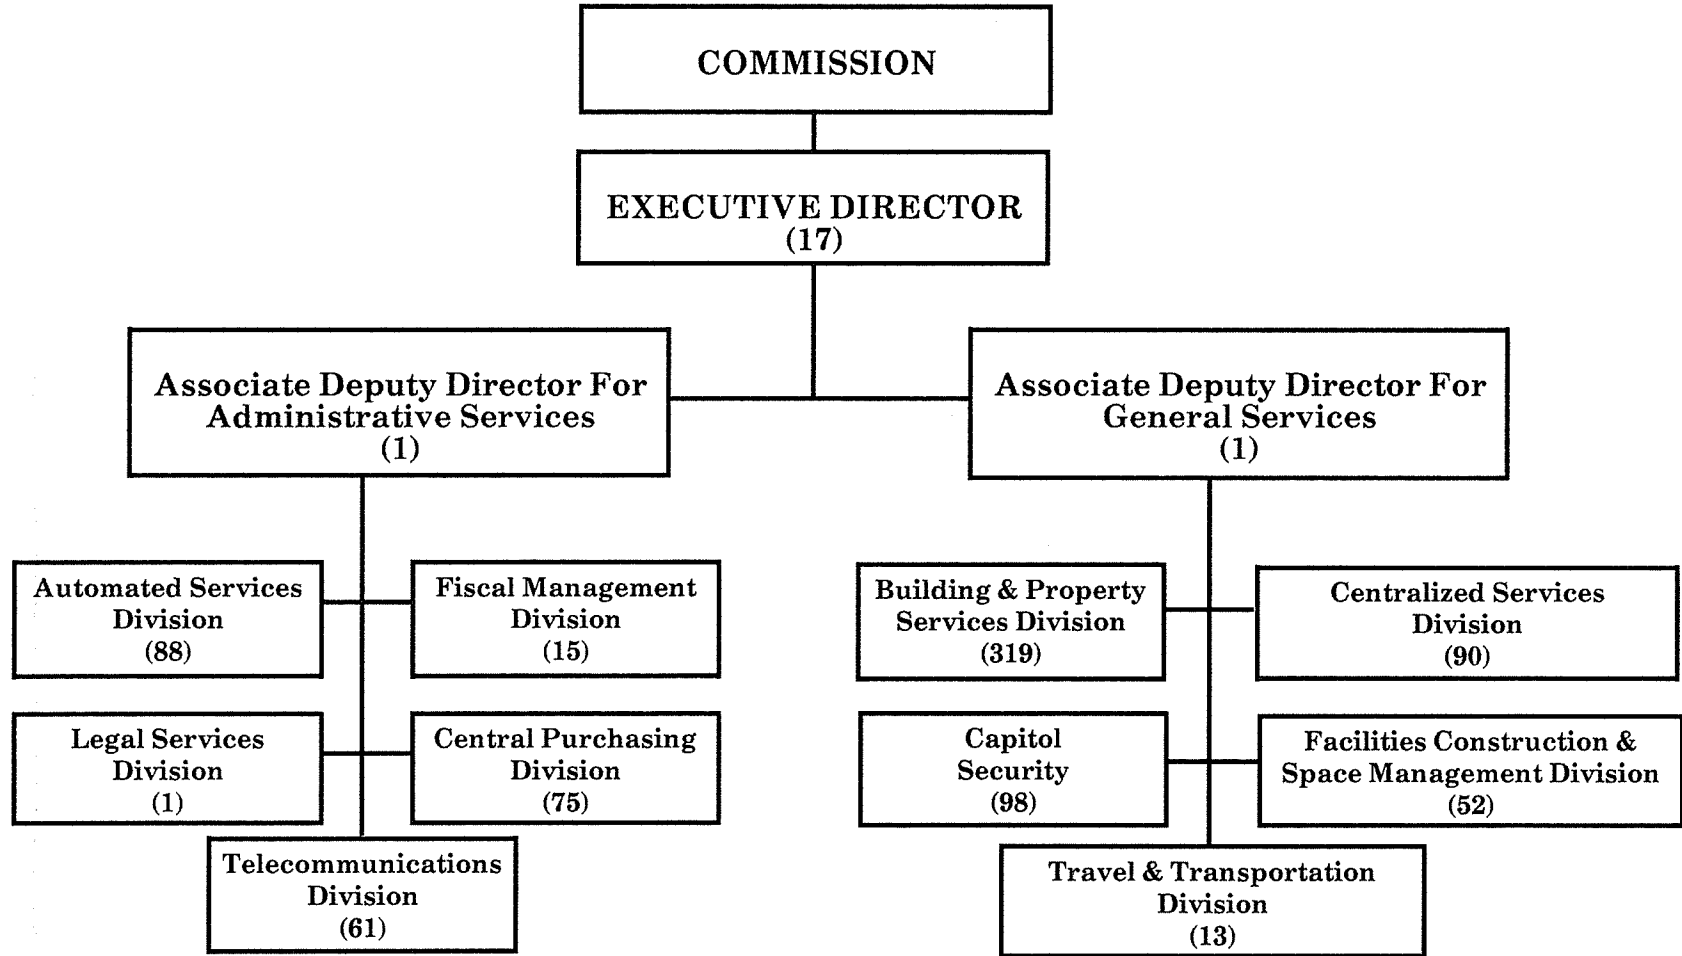 COMMISSION
EXECUTIVE DIRECTOR
(17)
Associate Deputy Director For
Administrative Services
(1)
Associate Deputy Director For
General Services
(1)
Automated Services
Division
(88)
Fiscal Management
Division
(15)
Legal Services
Division
(1)
Central Purchasing
Division
(75)
Telecommunications
Division
(61)
Building & Property
Services Division
(319)
Centralized Services
Division
(90)
Capitol
Security
(98)
Facilities Construction &
Space Management Division
(52)
Travel & Transportation
Division
(13)